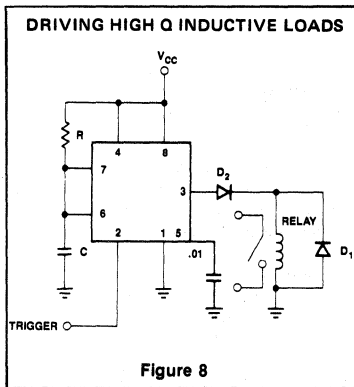 DRIVING HIGH Q INDUCTIVE LOADS
VCC
R
4
8
7
D2
3
6
RELAY
2
1
5
C
.01
D1
TRIGGER
Figure 8